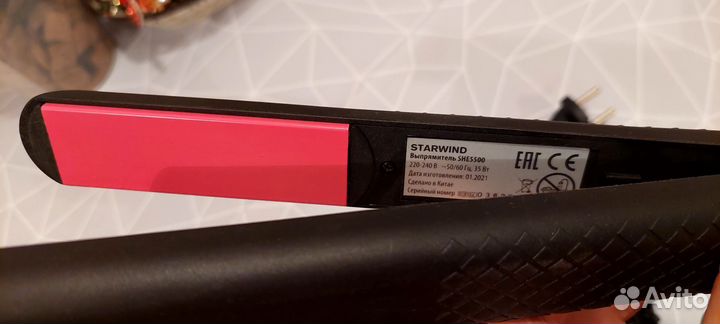 STARWIND
Выпрямитель SHE5500
220-240 В ~50/60 Гц, 35 Вт
Дата изготовления: 01.2021
Сделано в Китае
Серийный номер
EAC CE
Avito